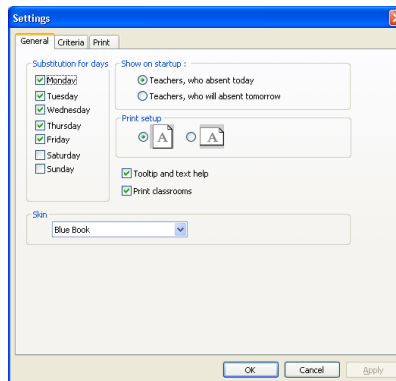 Settings
General Criteria Print
Substitution for days
Monday
Tuesday
Wednesday
Thursday
Friday
Saturday
Sunday
Show on startup :
Teachers, who absent today
Teachers, who will absent tomorrow
Print setup
A A
Tooltip and text help
Print classrooms
Skin
Blue Book
OK Cancel Apply